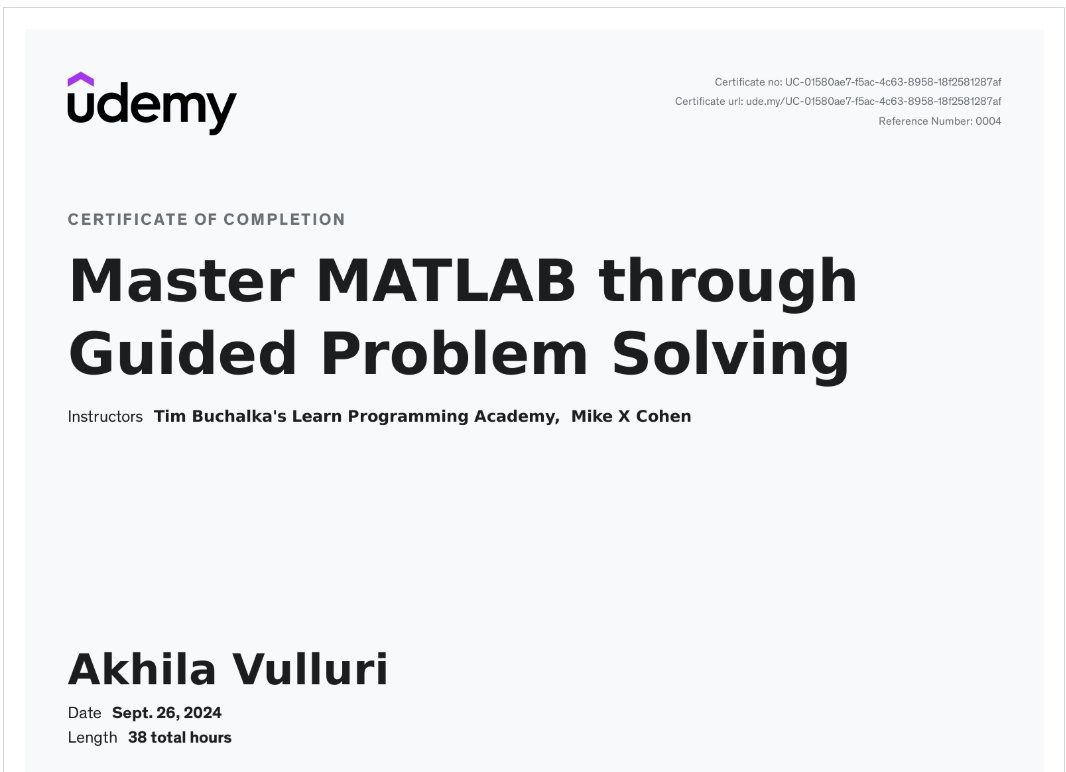 udemy
Certificate no: UC-01580ae7-f5ac-4c63-8958-18f2581287af
Certificate url: ude.my/UC-01580ae7-f5ac-4c63-8958-18f2581287af
Reference Number: 0004
CERTIFICATE OF COMPLETION
Master MATLAB through
Guided Problem Solving
Instructors Tim Buchalka's Learn Programming Academy, Mike X Cohen
Akhila Vulluri
Date Sept. 26, 2024
Length 38 total hours